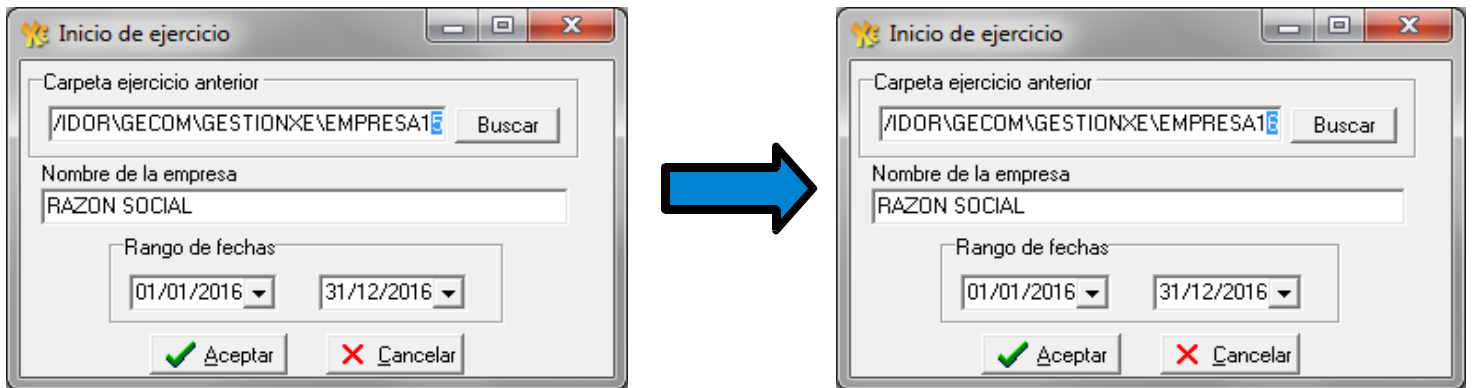 Inicio de ejercicio
Carpeta ejercicio anterior
/IDOR\GECOM\GESTIONXE\EMPRESA15 Buscar
Nombre de la empresa
RAZON SOCIAL
Rango de fechas
01/01/2016 31/12/2016
Aceptar Cancelar
Inicio de ejercicio
Carpeta ejercicio anterior
/IDOR\GECOM\GESTIONXE\EMPRESA16 Buscar
Nombre de la empresa
RAZON SOCIAL
Rango de fechas
01/01/2016 31/12/2016
Aceptar Cancelar